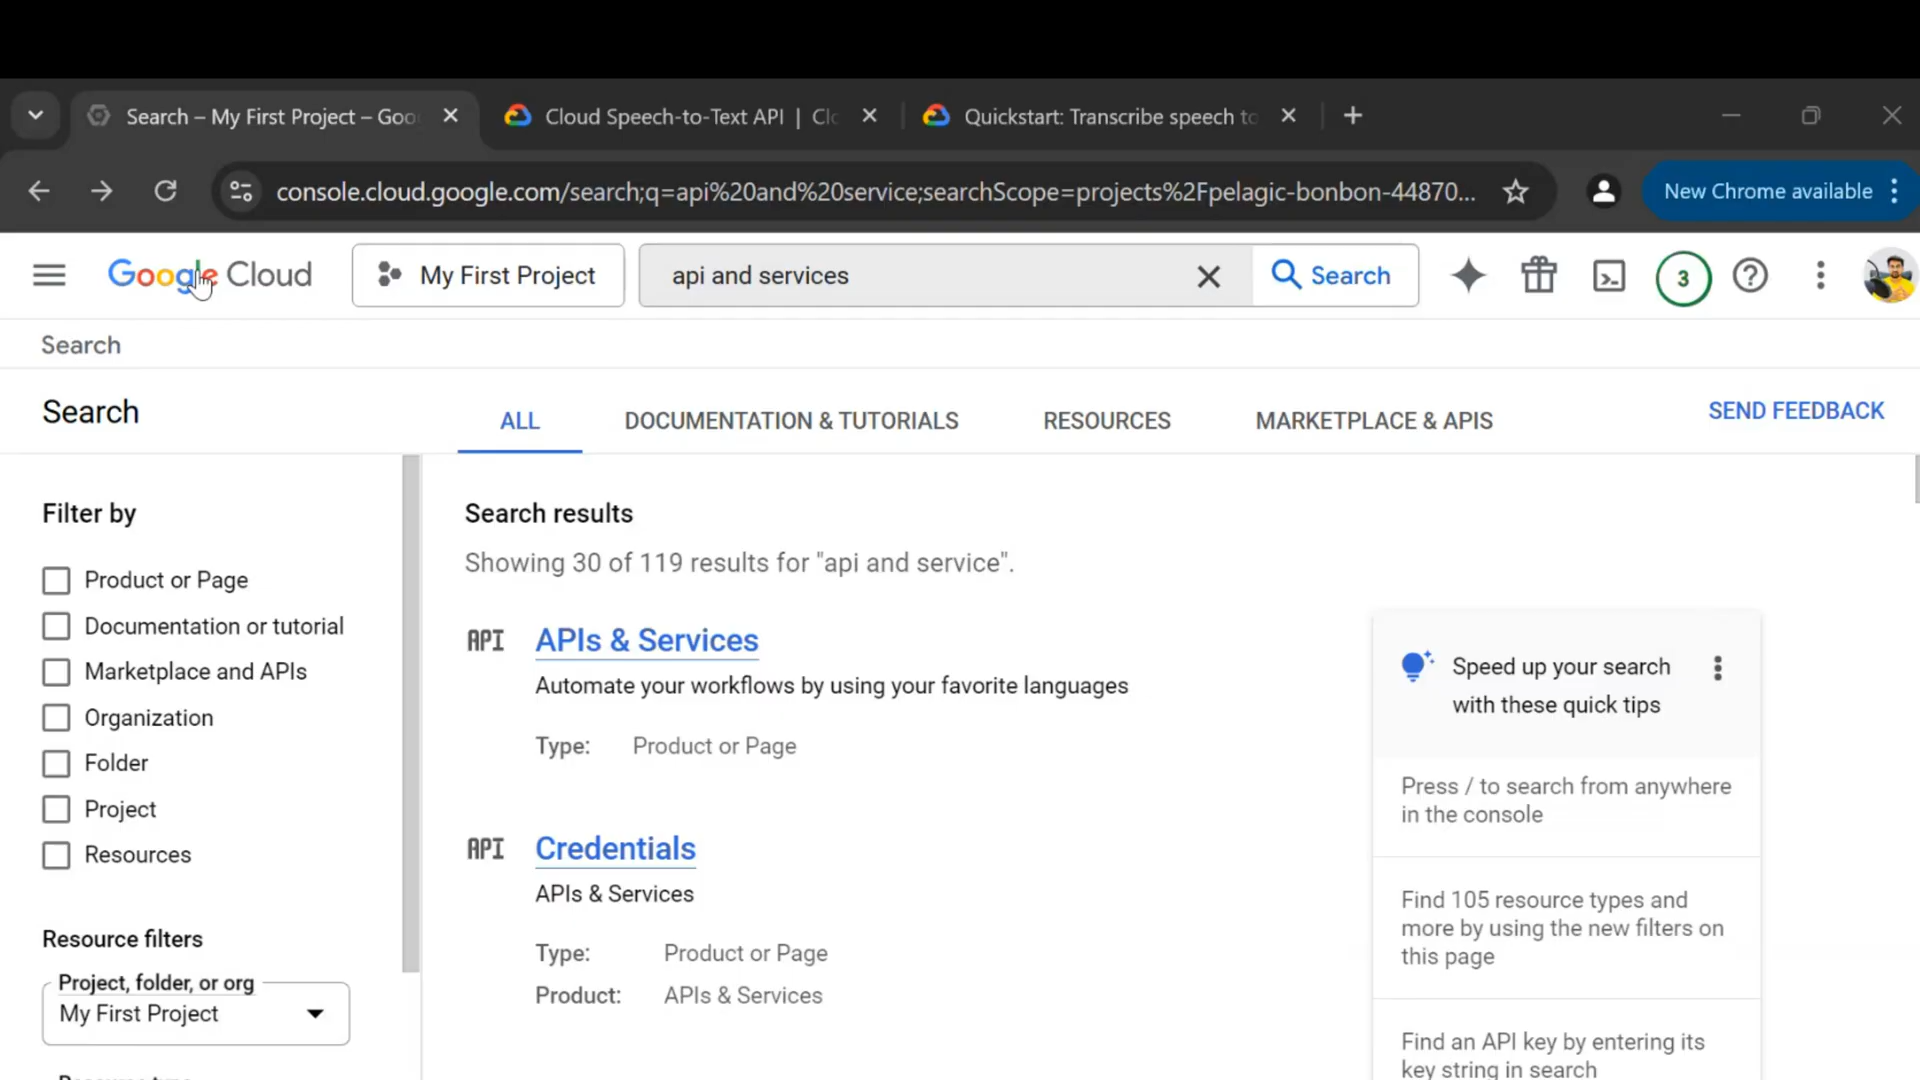 Search – My First Project – Goo
Cloud Speech-to-Text API | Clo
Quickstart: Transcribe speech to
console.cloud.google.com/search;q=api%20and%20service;searchScope=projects%2Fpelagic-bonbon-44870...
New Chrome available
Google Cloud
My First Project
api and services
Search
3
Search
Search
ALL
DOCUMENTATION & TUTORIALS
RESOURCES
MARKETPLACE & APIS
SEND FEEDBACK
Filter by
Product or Page
Documentation or tutorial
Marketplace and APIs
Organization
Folder
Project
Resources
Resource filters
Project, folder, or org
My First Project
Search results
Showing 30 of 119 results for "api and service".
API APIs & Services
Automate your workflows by using your favorite languages
Type: Product or Page
API Credentials
APIs & Services
Type: Product or Page
Product: APIs & Services
Speed up your search
with these quick tips
Press / to search from anywhere
in the console
Find 105 resource types and
more by using the new filters on
this page
Find an API key by entering its
key string in search